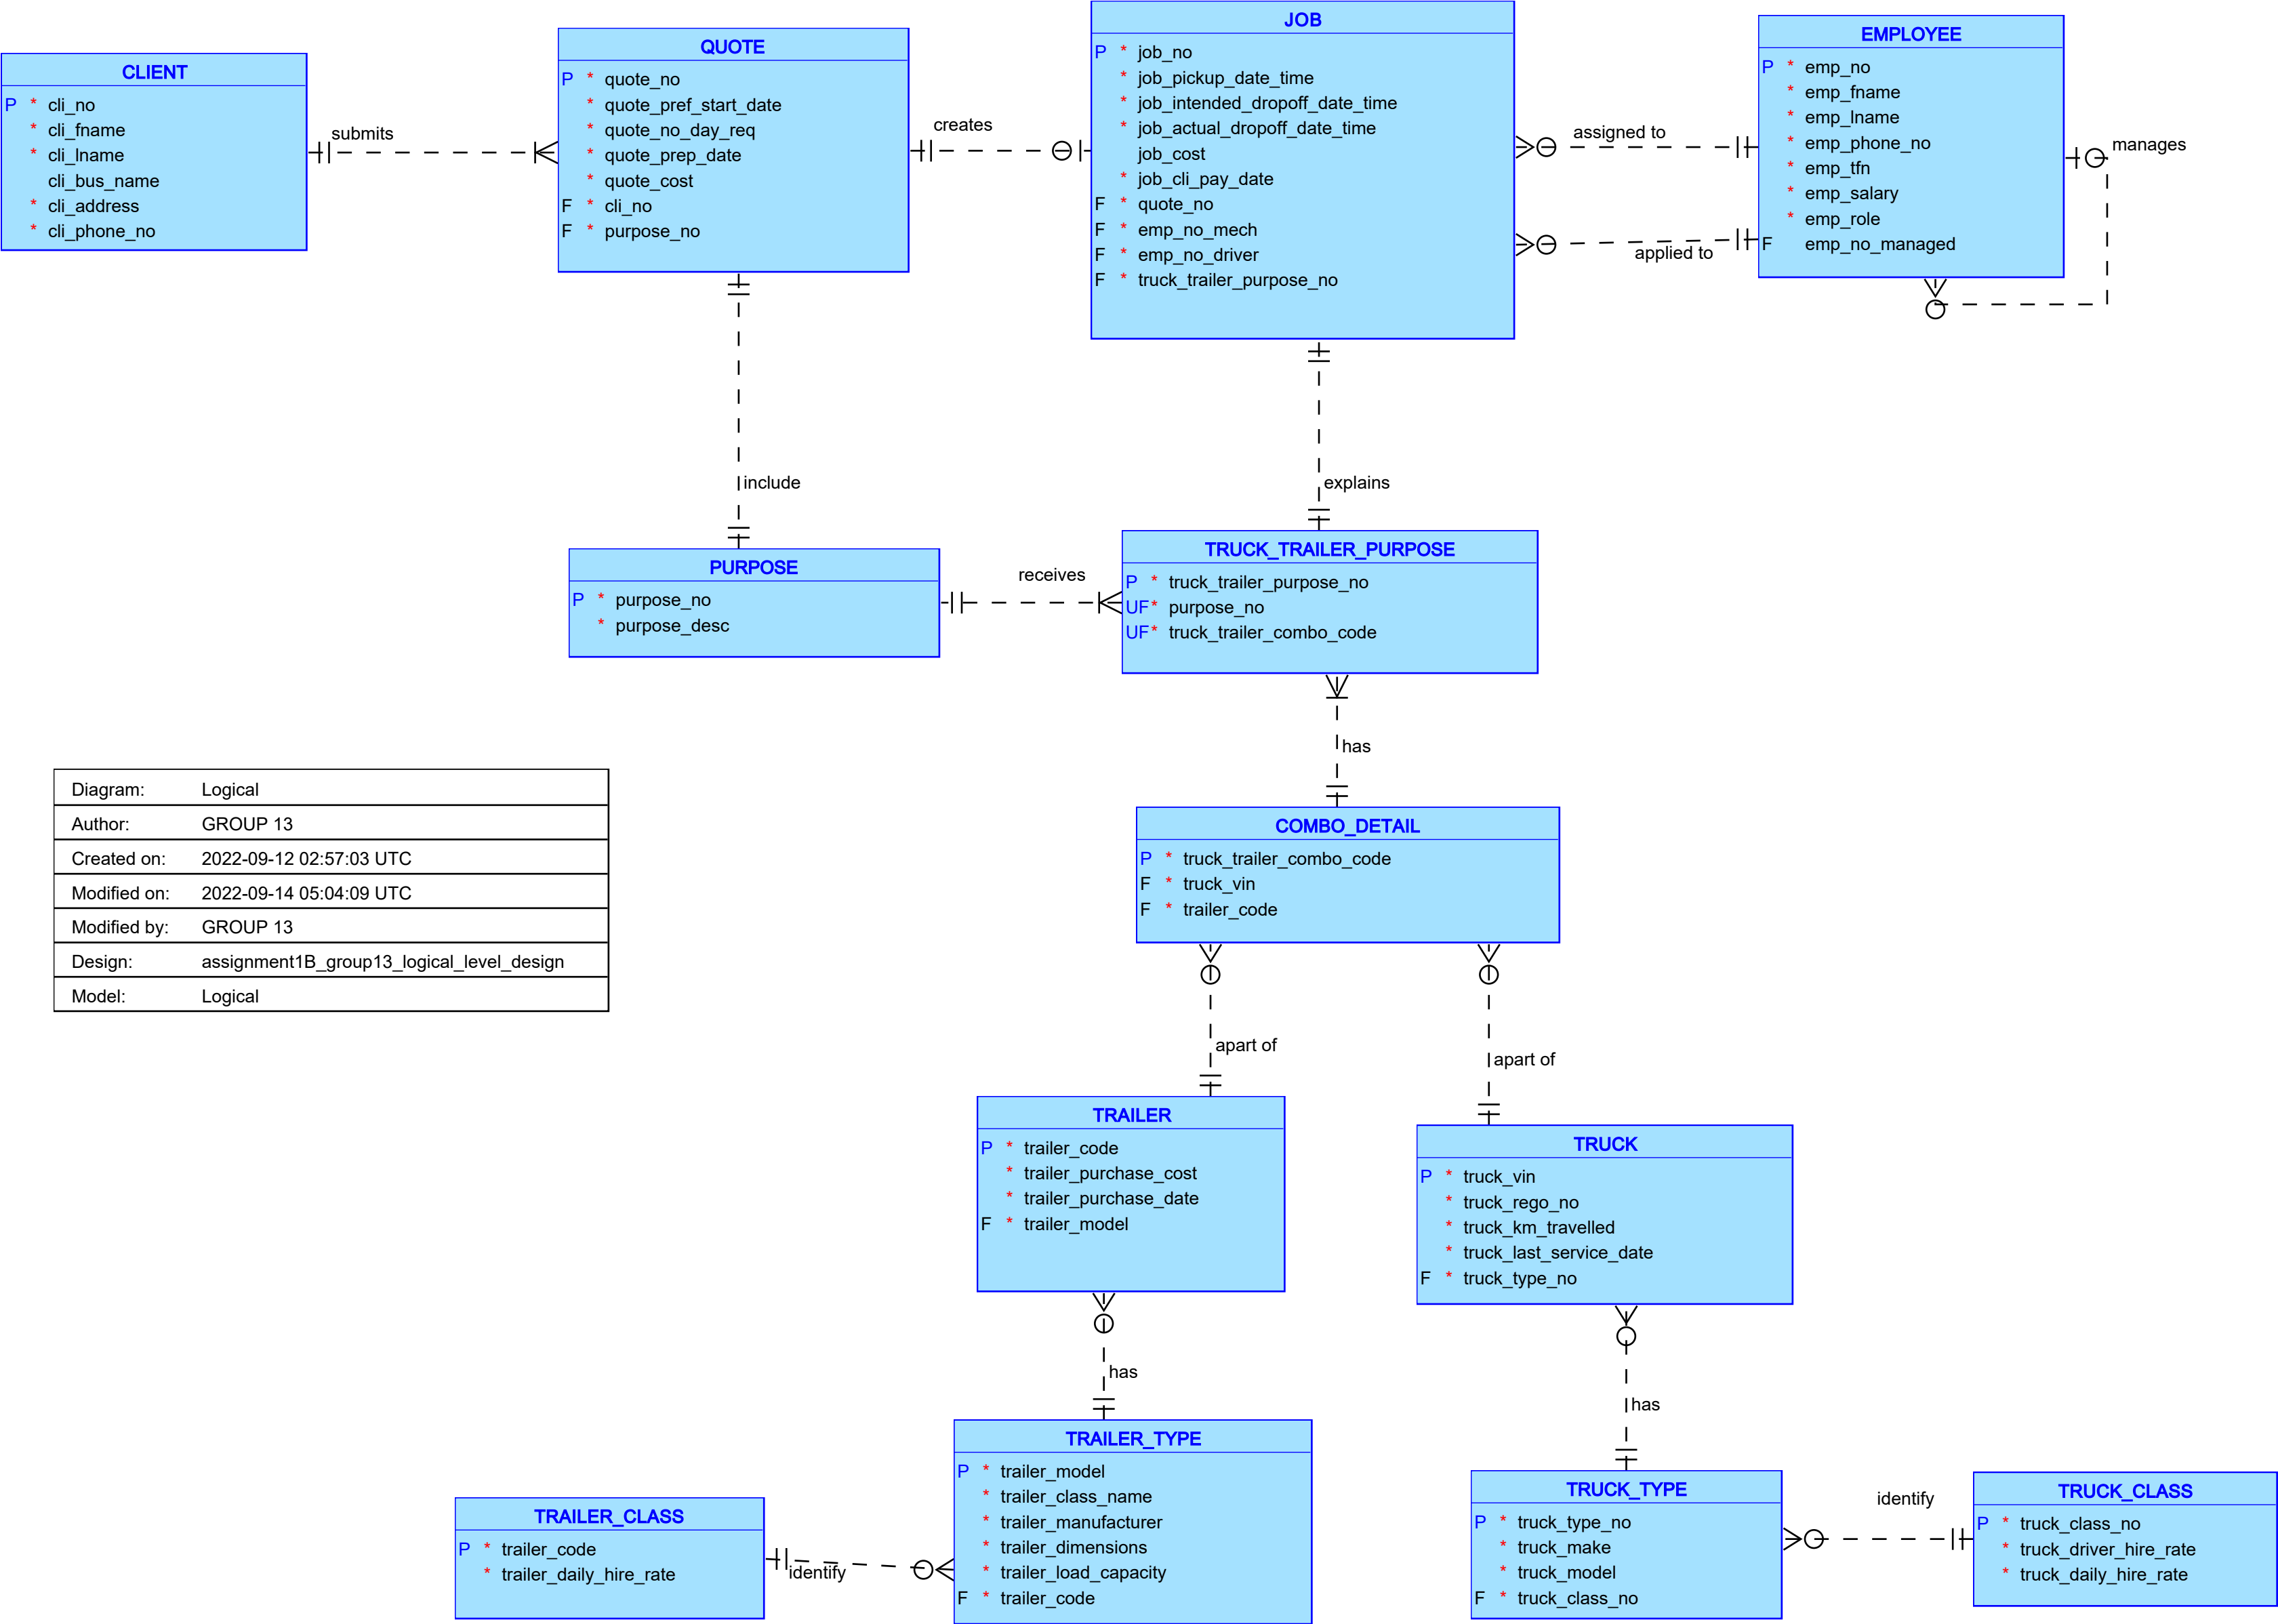 CLIENT
P * cli_no
* cli_fname
* cli_lname
cli_bus_name
* cli_address
* cli_phone_no
submits
QUOTE
P * quote_no
* quote_pref_start_date
* quote_no_day_req
* quote_prep_date
* quote_cost
F * cli_no
F * purpose_no
creates
JOB
P * job_no
* job_pickup_date_time
* job_intended_dropoff_date_time
* job_actual_dropoff_date_time
job_cost
* job_cli_pay_date
F * quote_no
F * emp_no_mech
F * emp_no_driver
F * truck_trailer_purpose_no
assigned to
applied to
EMPLOYEE
P * emp_no
* emp_fname
* emp_lname
* emp_phone_no
* emp_tfn
* emp_salary
* emp_role
F emp_no_managed
manages
include
explains
PURPOSE
P * purpose_no
* purpose_desc
receives
TRUCK_TRAILER_PURPOSE
P * truck_trailer_purpose_no
UF* purpose_no
UF* truck_trailer_combo_code
has
Diagram: Logical
Author: GROUP 13
Created on: 2022-09-12 02:57:03 UTC
Modified on: 2022-09-14 05:04:09 UTC
Modified by: GROUP 13
Design: assignment1B_group13_logical_level_design
Model: Logical
COMBO_DETAIL
P * truck_trailer_combo_code
F * truck_vin
F * trailer_code
apart of
apart of
TRAILER
P * trailer_code
* trailer_purchase_cost
* trailer_purchase_date
F * trailer_model
TRUCK
P * truck_vin
* truck_rego_no
* truck_km_travelled
* truck_last_service_date
F * truck_type_no
has
has
TRAILER_CLASS
P * trailer_code
* trailer_daily_hire_rate
identify
TRAILER_TYPE
P * trailer_model
* trailer_class_name
* trailer_manufacturer
* trailer_dimensions
* trailer_load_capacity
F * trailer_code
TRUCK_TYPE
P * truck_type_no
* truck_make
* truck_model
F * truck_class_no
identify
TRUCK_CLASS
P * truck_class_no
* truck_driver_hire_rate
* truck_daily_hire_rate